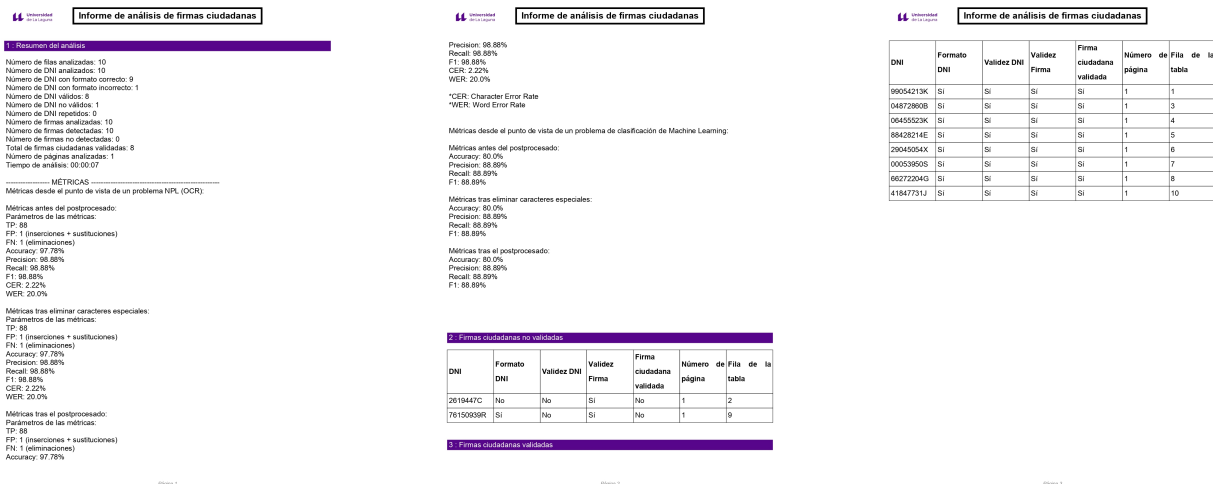 Universidad
de La Laguna
Informe de análisis de firmas ciudadanas
1 : Resumen del análisis
Número de filas analizadas: 10
Número de DNI analizados: 10
Número de DNI con formato correcto: 9
Número de DNI con formato incorrecto: 1
Número de DNI válidos: 8
Número de DNI no válidos: 1
Número de DNI repetidos: 0
Número de firmas analizadas: 10
Número de firmas detectadas: 10
Número de firmas no detectadas: 0
Total de firmas ciudadanas validadas: 8
Número de páginas analizadas: 1
Tiempo de análisis: 00:00:07
------------------ MÉTRICAS ------------------------------------------------------
Métricas desde el punto de vista de un problema NPL (OCR):
Métricas antes del postprocesado:
Parámetros de las métricas:
TP: 88
FP: 1 (inserciones + sustituciones)
FN: 1 (eliminaciones)
Accuracy: 97.78%
Precision: 98.88%
Recall: 98.88%
F1: 98.88%
CER: 2.22%
WER: 20.0%
Métricas tras eliminar caracteres especiales:
Parámetros de las métricas:
TP: 88
FP: 1 (inserciones + sustituciones)
FN: 1 (eliminaciones)
Accuracy: 97.78%
Precision: 98.88%
Recall: 98.88%
F1: 98.88%
CER: 2.22%
WER: 20.0%
Métricas tras el postprocesado:
Parámetros de las métricas:
TP: 88
FP: 1 (inserciones + sustituciones)
FN: 1 (eliminaciones)
Accuracy: 97.78%
Página 1
Universidad
de La Laguna
Informe de análisis de firmas ciudadanas
Precision: 98.88%
Recall: 98.88%
F1: 98.88%
CER: 2.22%
WER: 20.0%
*CER: Character Error Rate
*WER: Word Error Rate
Métricas desde el punto de vista de un problema de clasificación de Machine Learning:
Métricas antes del postprocesado:
Accuracy: 80.0%
Precision: 88.89%
Recall: 88.89%
F1: 88.89%
Métricas tras eliminar caracteres especiales:
Accuracy: 80.0%
Precision: 88.89%
Recall: 88.89%
F1: 88.89%
Métricas tras el postprocesado:
Accuracy: 80.0%
Precision: 88.89%
Recall: 88.89%
F1: 88.89%
2 : Firmas ciudadanas no validadas
DNI Formato DNI Validez DNI Validez Firma Firma ciudadana validada Número de página Fila de la tabla
2619447C No No Sí No 1 2
76150939R Sí No Sí No 1 9
3 : Firmas ciudadanas validadas
Página 2
Universidad
de La Laguna
Informe de análisis de firmas ciudadanas
DNI Formato DNI Validez DNI Validez Firma Firma ciudadana validada Número de página Fila de la tabla
99054213K Sí Sí Sí Sí 1 1
04872860B Sí Sí Sí Sí 1 3
06455523K Sí Sí Sí Sí 1 4
88428214E Sí Sí Sí Sí 1 5
29045054X Sí Sí Sí Sí 1 6
00053950S Sí Sí Sí Sí 1 7
66272204G Sí Sí Sí Sí 1 8
41847731J Sí Sí Sí Sí 1 10
Página 3